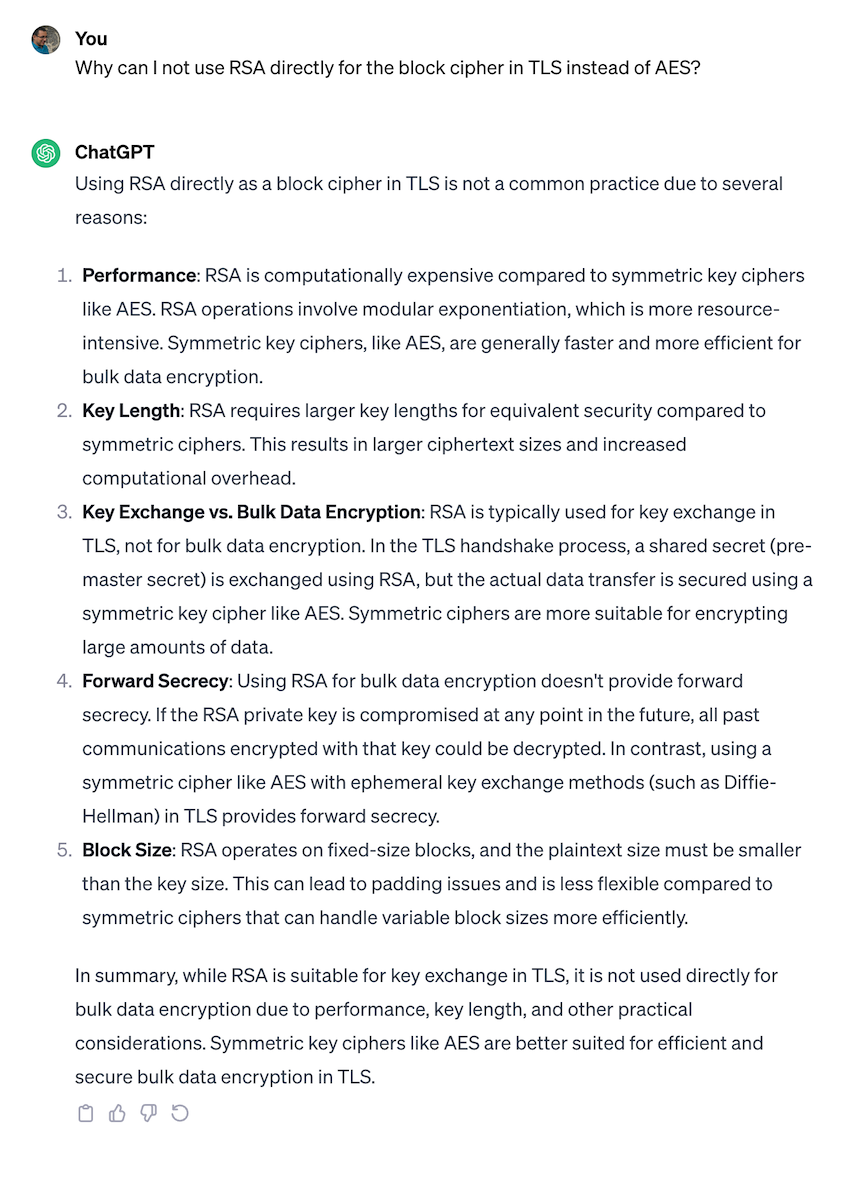 You
Why can I not use RSA directly for the block cipher in TLS instead of AES?
ChatGPT
Using RSA directly as a block cipher in TLS is not a common practice due to several
reasons:
1. Performance: RSA is computationally expensive compared to symmetric key ciphers
like AES. RSA operations involve modular exponentiation, which is more resource-
intensive. Symmetric key ciphers, like AES, are generally faster and more efficient for
bulk data encryption.
2. Key Length: RSA requires larger key lengths for equivalent security compared to
symmetric ciphers. This results in larger ciphertext sizes and increased
computational overhead.
3. Key Exchange vs. Bulk Data Encryption: RSA is typically used for key exchange in
TLS, not for bulk data encryption. In the TLS handshake process, a shared secret (pre-
master secret) is exchanged using RSA, but the actual data transfer is secured using a
symmetric key cipher like AES. Symmetric ciphers are more suitable for encrypting
large amounts of data.
4. Forward Secrecy: Using RSA for bulk data encryption doesn't provide forward
secrecy. If the RSA private key is compromised at any point in the future, all past
communications encrypted with that key could be decrypted. In contrast, using a
symmetric cipher like AES with ephemeral key exchange methods (such as Diffie-
Hellman) in TLS provides forward secrecy.
5. Block Size: RSA operates on fixed-size blocks, and the plaintext size must be smaller
than the key size. This can lead to padding issues and is less flexible compared to
symmetric ciphers that can handle variable block sizes more efficiently.
In summary, while RSA is suitable for key exchange in TLS, it is not used directly for
bulk data encryption due to performance, key length, and other practical
considerations. Symmetric key ciphers like AES are better suited for efficient and
secure bulk data encryption in TLS.